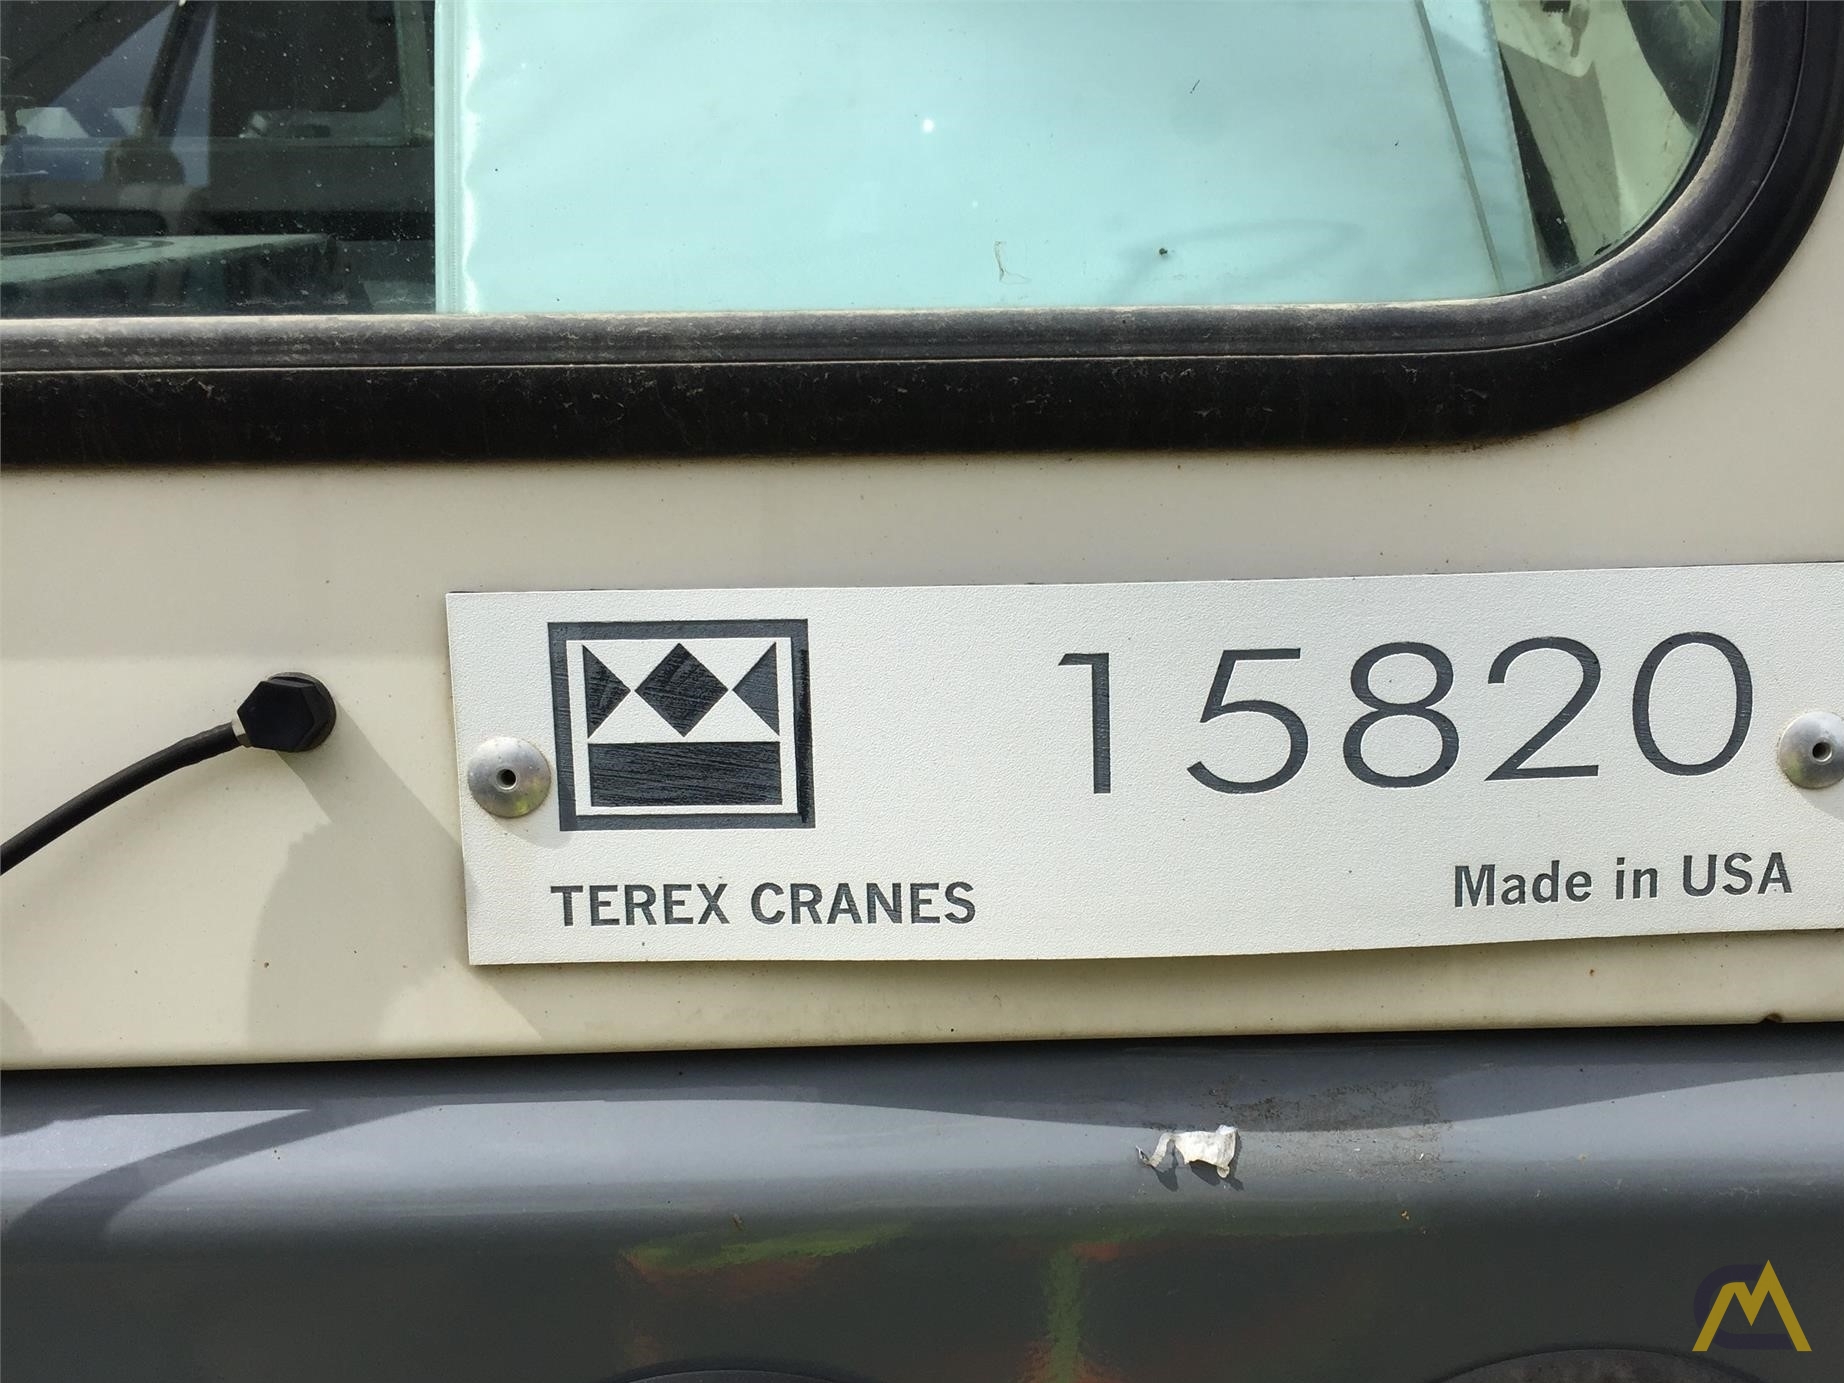 15820
TEREX CRANES
Made in USA